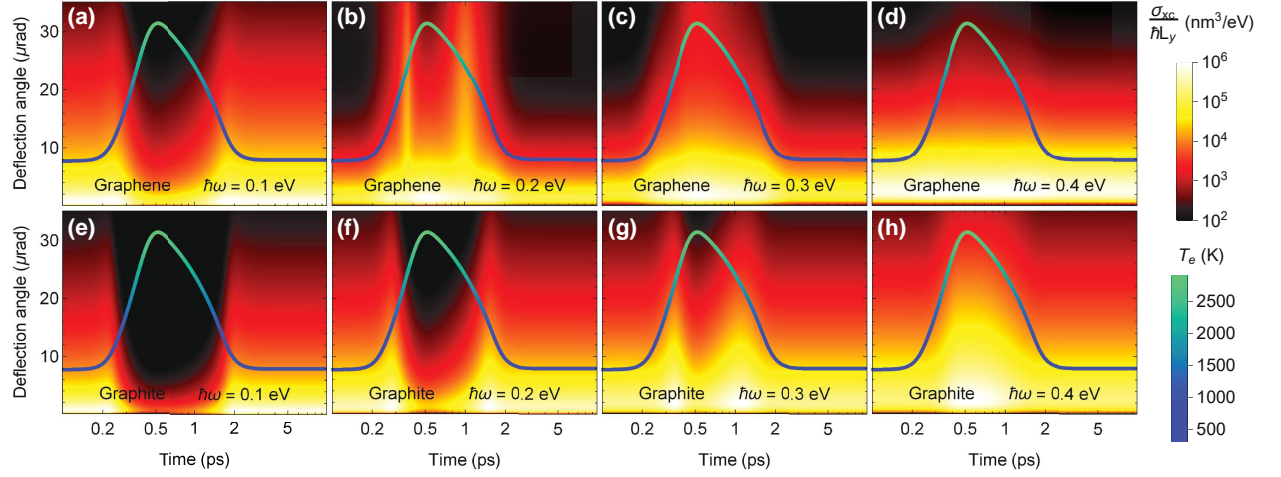 (a)
(b)
(c)
(d)
Deflection angle (μrad)
30
20
10
Graphene ħω = 0.1 eV
Graphene ħω = 0.2 eV
Graphene ħω = 0.3 eV
Graphene ħω = 0.4 eV
σxc/ħLy (nm³/eV)
10⁶
10⁵
10⁴
10³
10²
(e)
(f)
(g)
(h)
Deflection angle (μrad)
30
20
10
Graphite ħω = 0.1 eV
Graphite ħω = 0.2 eV
Graphite ħω = 0.3 eV
Graphite ħω = 0.4 eV
0.2 0.5 1 2 5
0.2 0.5 1 2 5
0.2 0.5 1 2 5
0.2 0.5 1 2 5
Time (ps)
Time (ps)
Time (ps)
Time (ps)
Te (K)
2500
2000
1500
1000
500